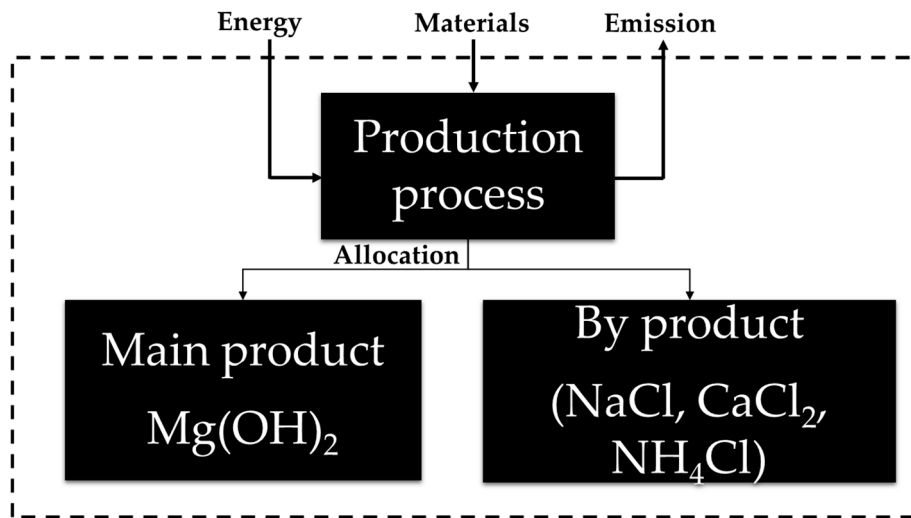 Energy
Materials
Emission
Production
process
Allocation
Main product
Mg(OH)₂
By product
(NaCl, CaCl₂,
NH₄Cl)